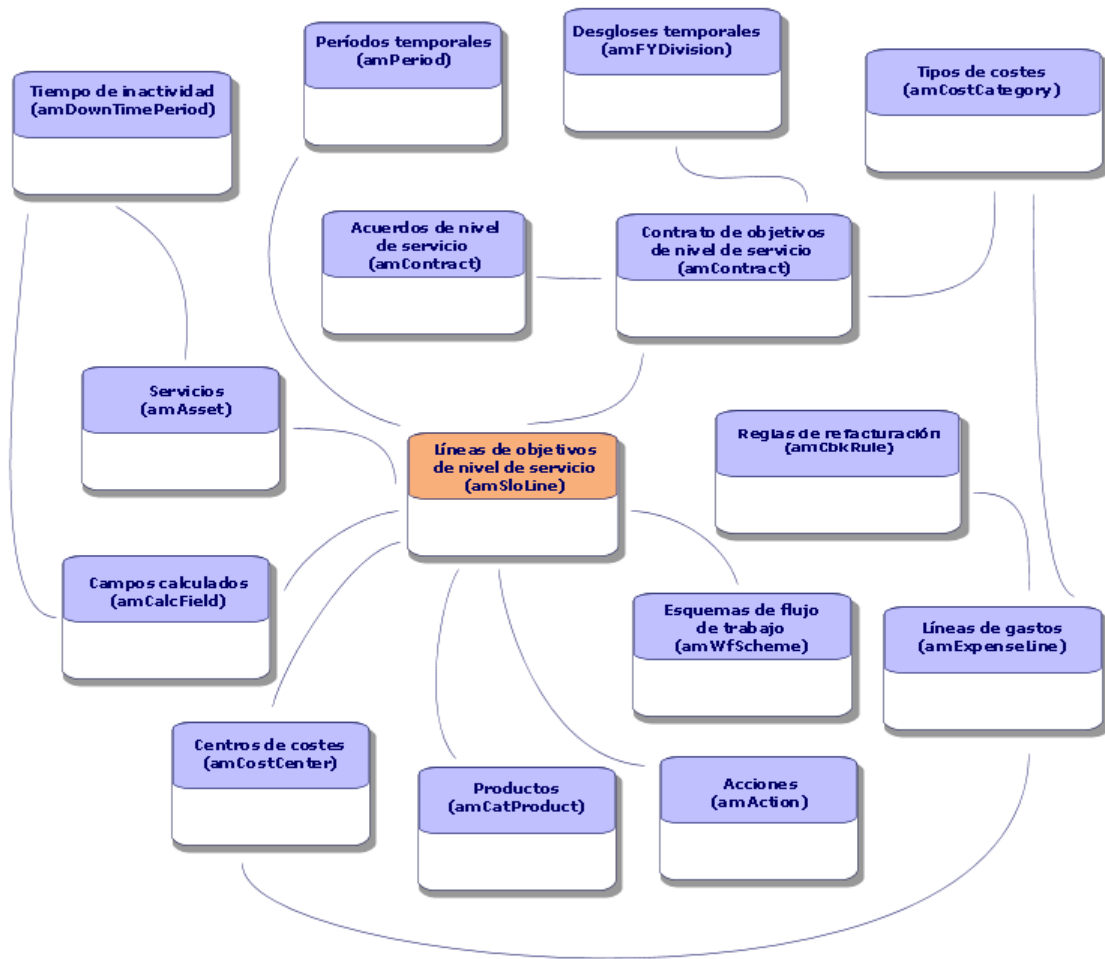 Períodos temporales
(amPeriod)
Desgloses temporales
(amFYDivision)
Tipos de costes
(amCostCategory)
Tiempo de inactividad
(amDownTimePeriod)
Acuerdos de nivel
de servicio
(amContract)
Contrato de objetivos
de nivel de servicio
(amContract)
Servicios
(amAsset)
Líneas de objetivos
de nivel de servicio
(amSloLine)
Reglas de refacturación
(amCbkRule)
Campos calculados
(amCalcField)
Esquemas de flujo
de trabajo
(amWfScheme)
Líneas de gastos
(amExpenseLine)
Centros de costes
(amCostCenter)
Productos
(amCatProduct)
Acciones
(amAction)